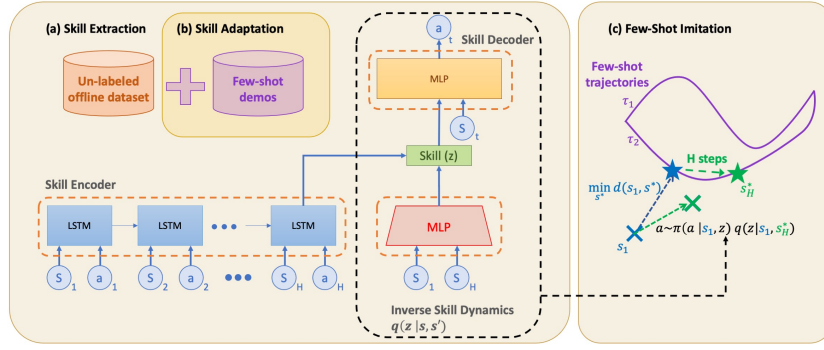 (a) Skill Extraction
(b) Skill Adaptation
Un-labeled
offline dataset
Few-shot
demos
a t
Skill Decoder
MLP
S t
Skill (z)
Skill Encoder
LSTM
LSTM
LSTM
MLP
S 1
a 1
S 2
a 2
S H
a H
S 1
S H
Inverse Skill Dynamics
q(z |s, s′)
(c) Few-Shot Imitation
Few-shot
trajectories
τ1
τ2
H steps
min d(s1, s*)
s*
s*H
s1
a~π(a |s1, z) q(z|s1, s*H)